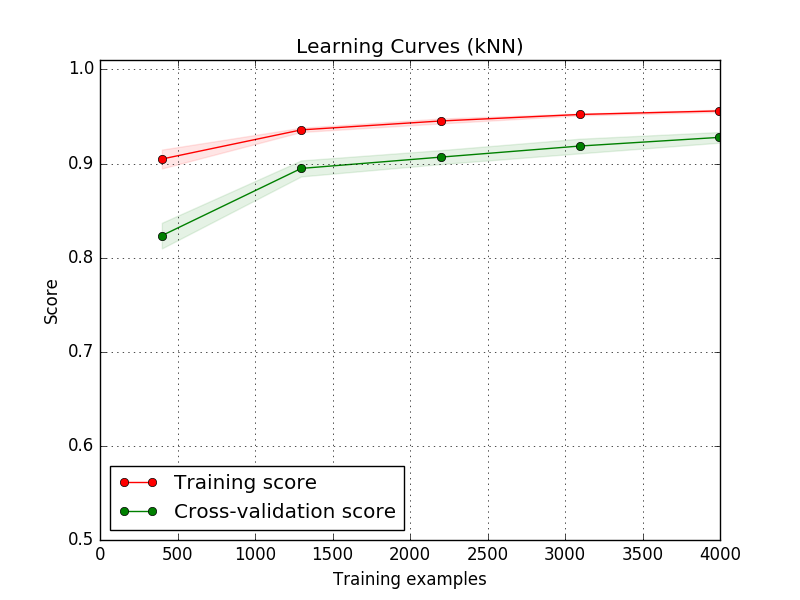 Learning Curves (kNN)
1.0
0.9
0.8
0.7
0.6
0.5
Score
Training score
Cross-validation score
0 500 1000 1500 2000 2500 3000 3500 4000
Training examples